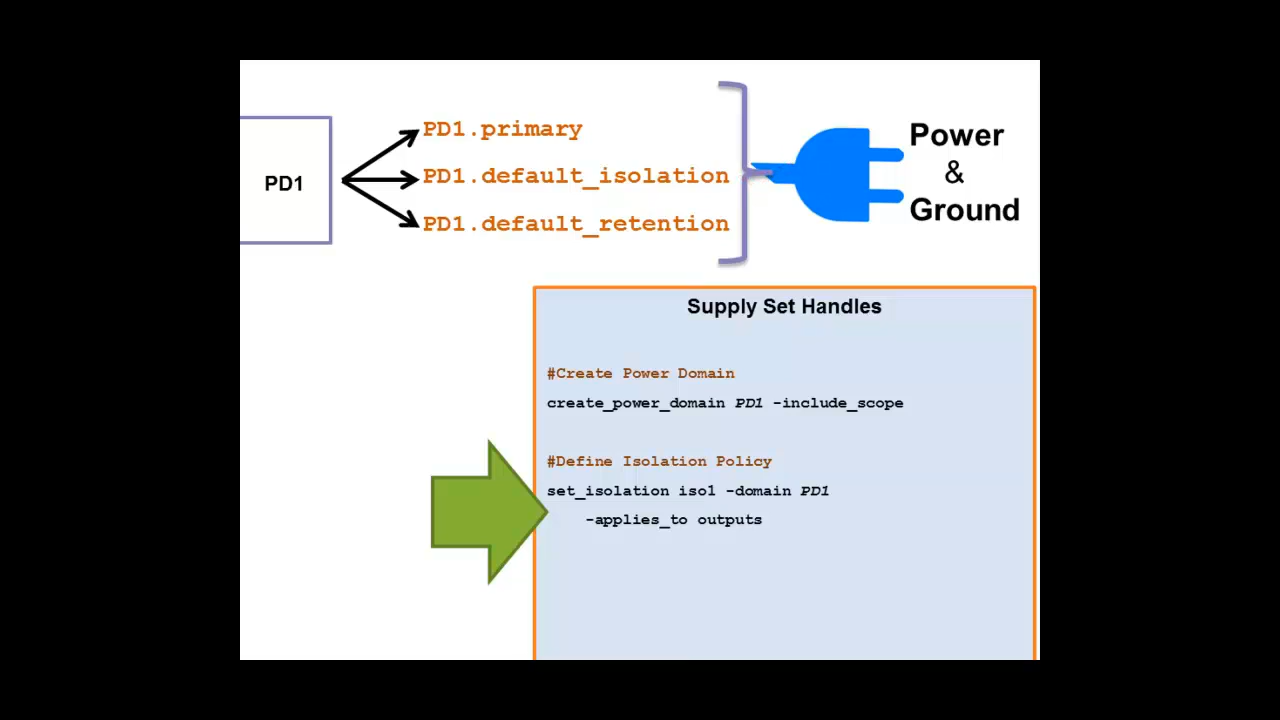 PD1
PD1.primary
PD1.default_isolation
PD1.default_retention
Power
&
Ground
Supply Set Handles
#Create Power Domain
create_power_domain PD1 -include_scope
#Define Isolation Policy
set_isolation iso1 -domain PD1
-applies_to outputs